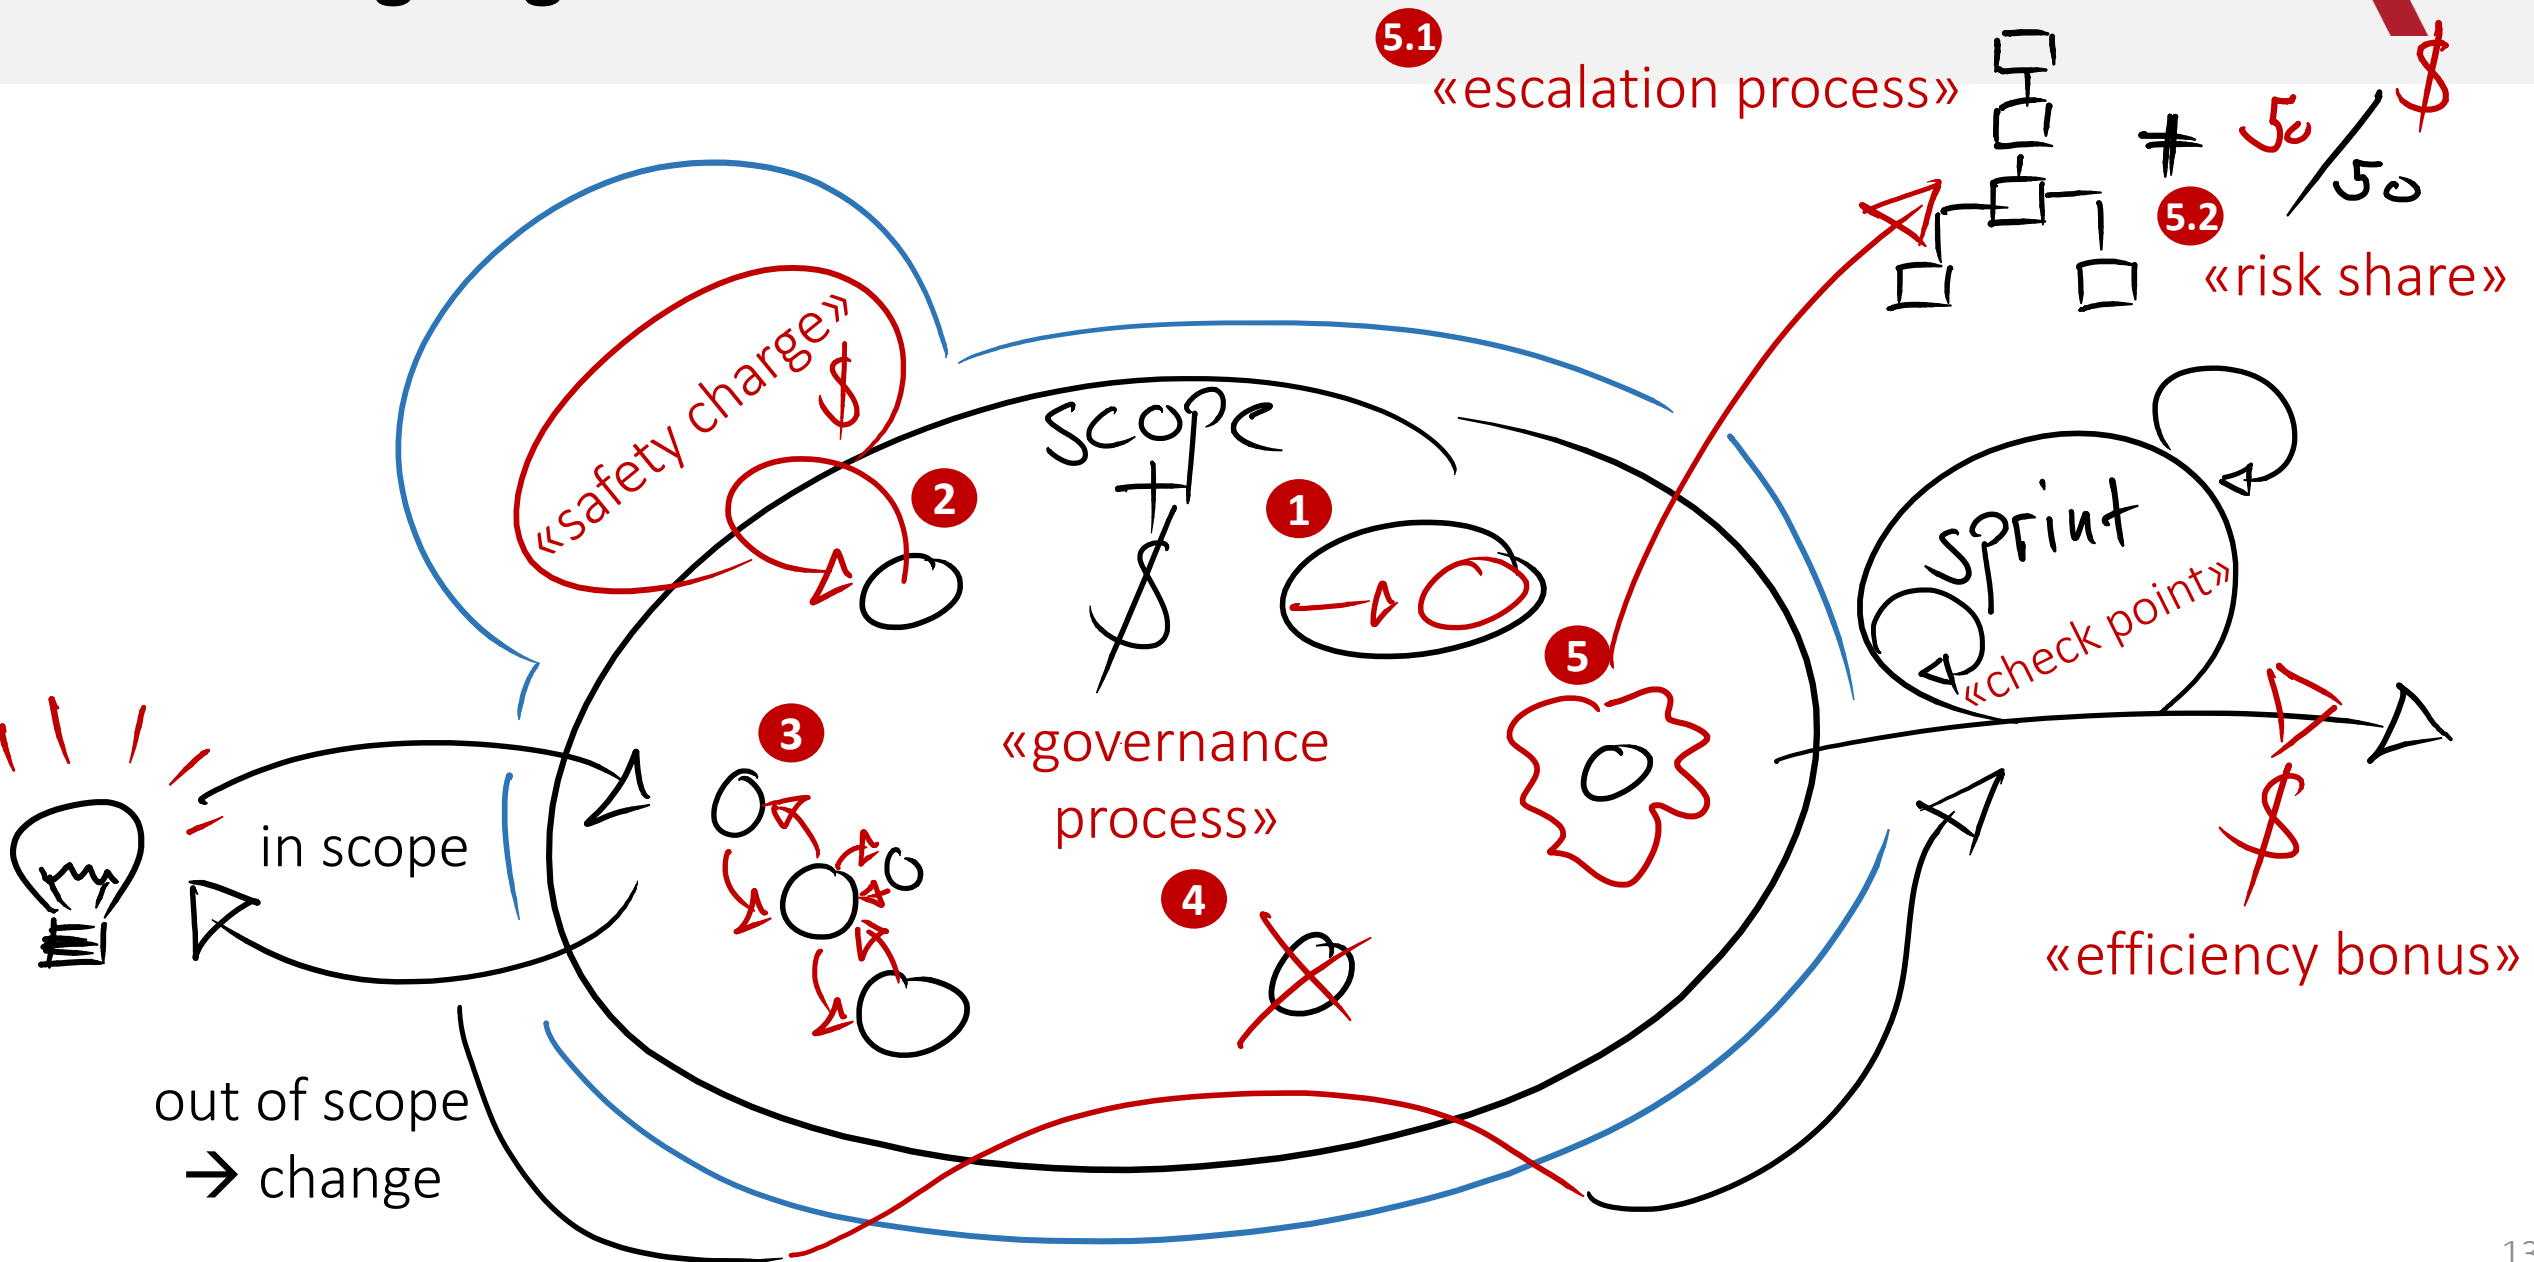 5.1
«escalation process»
$
50
/
50
+
5.2
«risk share»
«safety charge»
$
scope
+
$
2
1
sprint
«check point»
5
3
«governance
process»
in scope
4
$
«efficiency bonus»
out of scope
→ change